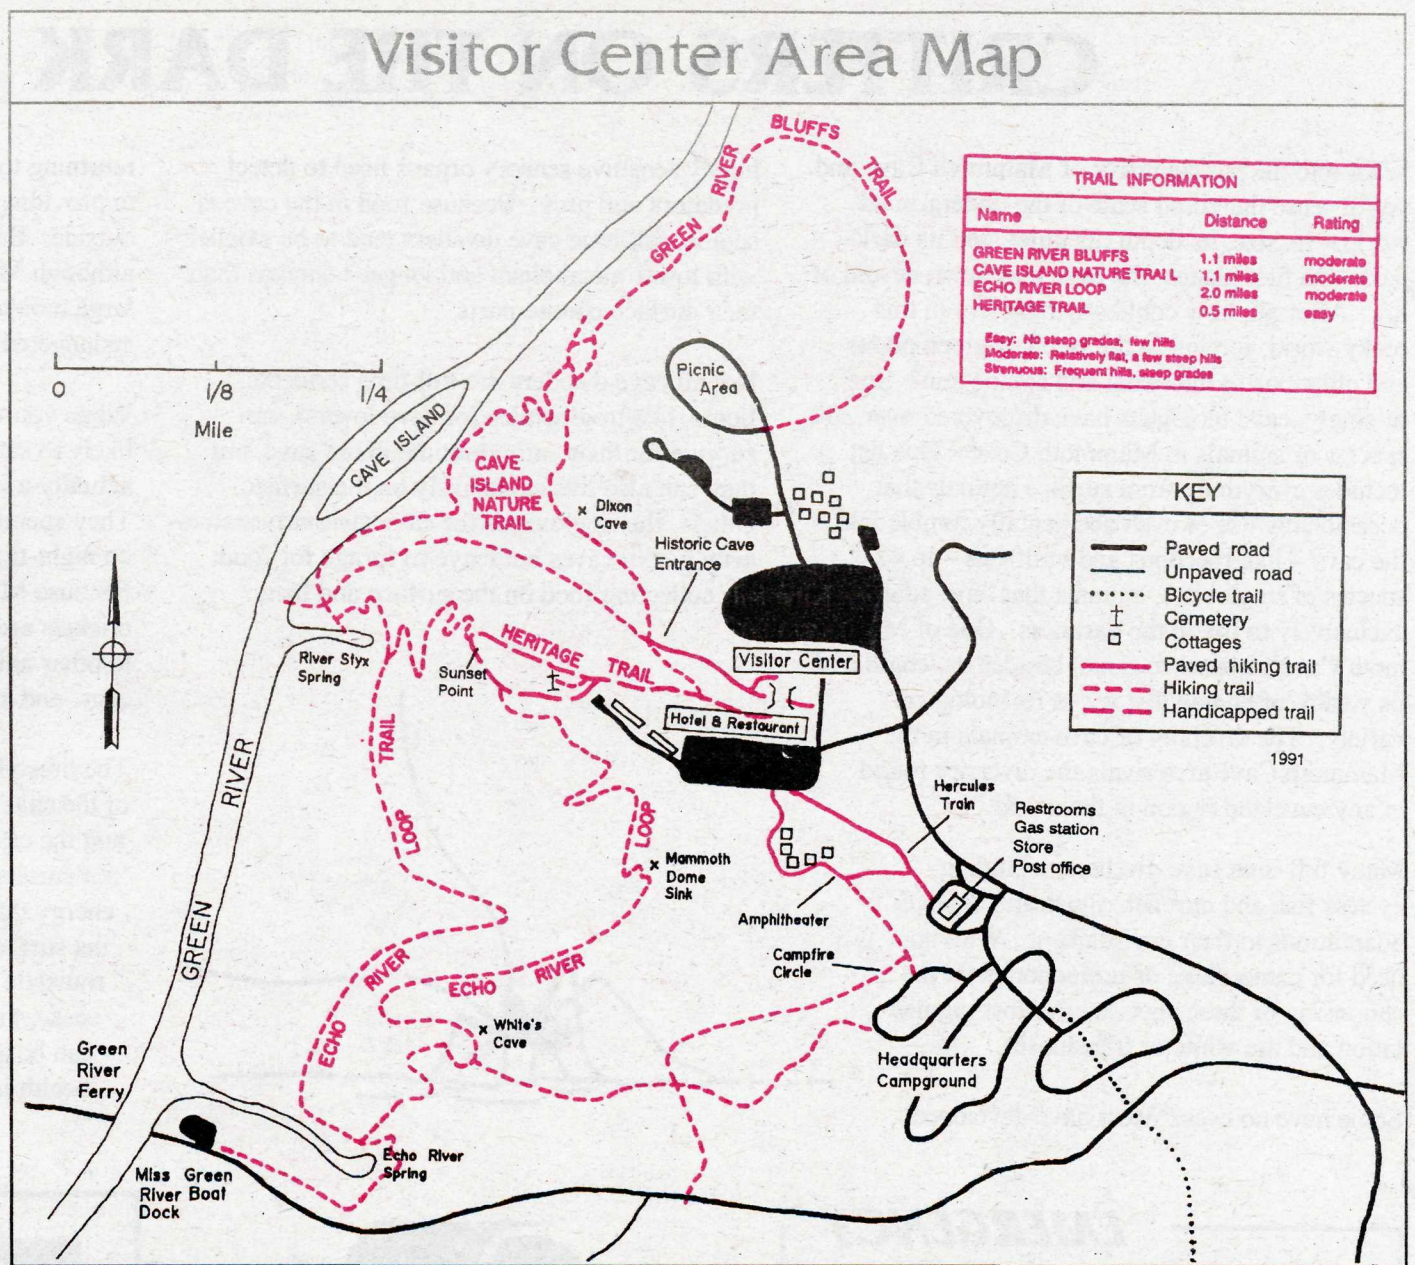 Visitor Center Area Map
GREEN RIVER BLUFFS TRAIL
TRAIL INFORMATION
Name Distance Rating
GREEN RIVER BLUFFS 1.1 miles moderate
CAVE ISLAND NATURE TRAIL 1.1 miles moderate
ECHO RIVER LOOP 2.0 miles moderate
HERITAGE TRAIL 0.5 miles easy
Easy: No steep grades, few hills
Moderate: Relatively flat, a few steep hills
Strenuous: Frequent hills, steep grades
0 1/8 1/4
Mile
CAVE ISLAND
Picnic
Area
CAVE
ISLAND
NATURE
TRAIL
Dixon
Cave
Historic Cave
Entrance
KEY
Paved road
Unpaved road
Bicycle trail
Cemetery
Cottages
Paved hiking trail
Hiking trail
Handicapped trail
1991
River Styx
Spring
Sunset
Point
HERITAGE TRAIL
Visitor Center
Hotel & Restaurant
TRAIL
LOOP
RIVER
ECHO
GREEN RIVER
LOOP
RIVER
ECHO
Mammoth
Dome
Sink
Hercules
Train
Restrooms
Gas station
Store
Post office
Amphitheater
Campfire
Circle
White's
Cave
Headquarters
Campground
Green
River
Ferry
Echo River
Spring
Miss Green
River Boat
Dock